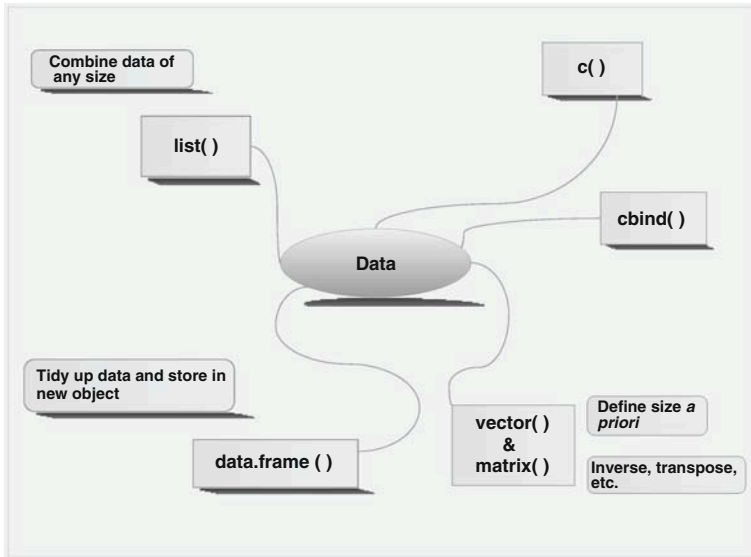 Combine data of
any size
c( )
list( )
cbind( )
Data
Tidy up data and store in
new object
data.frame ( )
vector( )
&
matrix( )
Define size a
priori
Inverse, transpose,
etc.